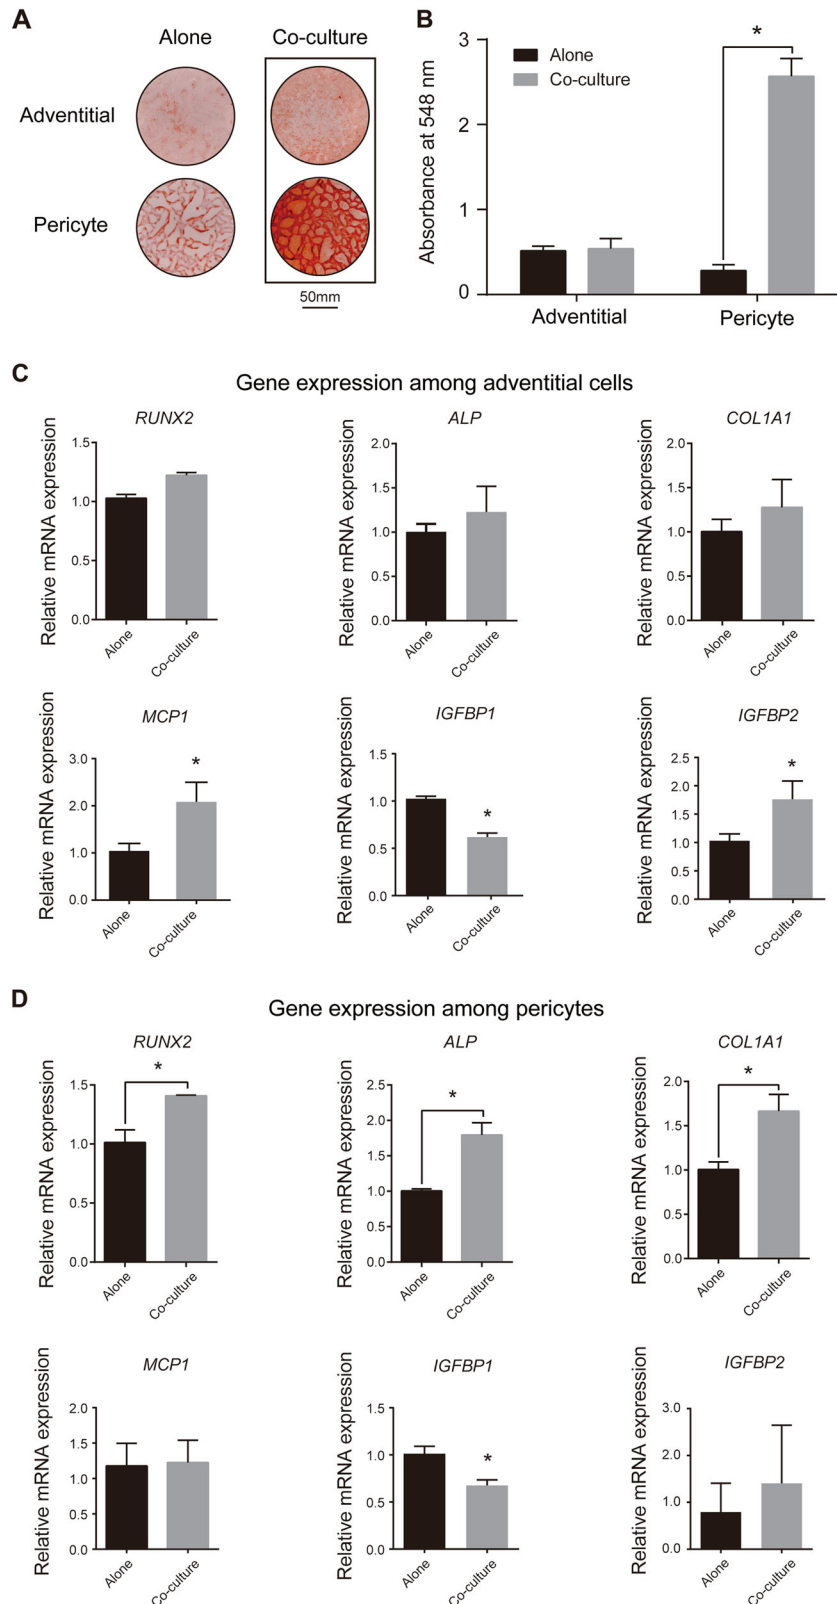 A
Alone Co-culture
Adventitial
Pericyte
50mm
B
Absorbance at 548 nm
3
2
1
0
*
Alone
Co-culture
Adventitial Pericyte
C
Gene expression among adventitial cells
RUNX2
Relative mRNA expression
1.5
1.0
0.5
0.0
Alone
Co-culture
ALP
Relative mRNA expression
2.0
1.5
1.0
0.5
0.0
Alone
Co-culture
COL1A1
Relative mRNA expression
2.0
1.5
1.0
0.5
0.0
Alone
Co-culture
MCP1
Relative mRNA expression
3.0
2.0
1.0
0.0
*
Alone
Co-culture
IGFBP1
Relative mRNA expression
1.5
1.0
0.5
0.0
*
Alone
Co-culture
IGFBP2
Relative mRNA expression
2.5
2.0
1.5
1.0
0.5
0.0
*
Alone
Co-culture
D
Gene expression among pericytes
RUNX2
Relative mRNA expression
1.5
1.0
0.5
0.0
*
Alone
Co-culture
ALP
Relative mRNA expression
2.5
2.0
1.5
1.0
0.5
0.0
*
Alone
Co-culture
COL1A1
Relative mRNA expression
2.0
1.5
1.0
0.5
0.0
*
Alone
Co-culture
MCP1
Relative mRNA expression
2.0
1.5
1.0
0.5
0.0
Alone
Co-culture
IGFBP1
Relative mRNA expression
1.5
1.0
0.5
0.0
*
Alone
Co-culture
IGFBP2
Relative mRNA expression
3.0
2.0
1.0
0.0
Alone
Co-culture